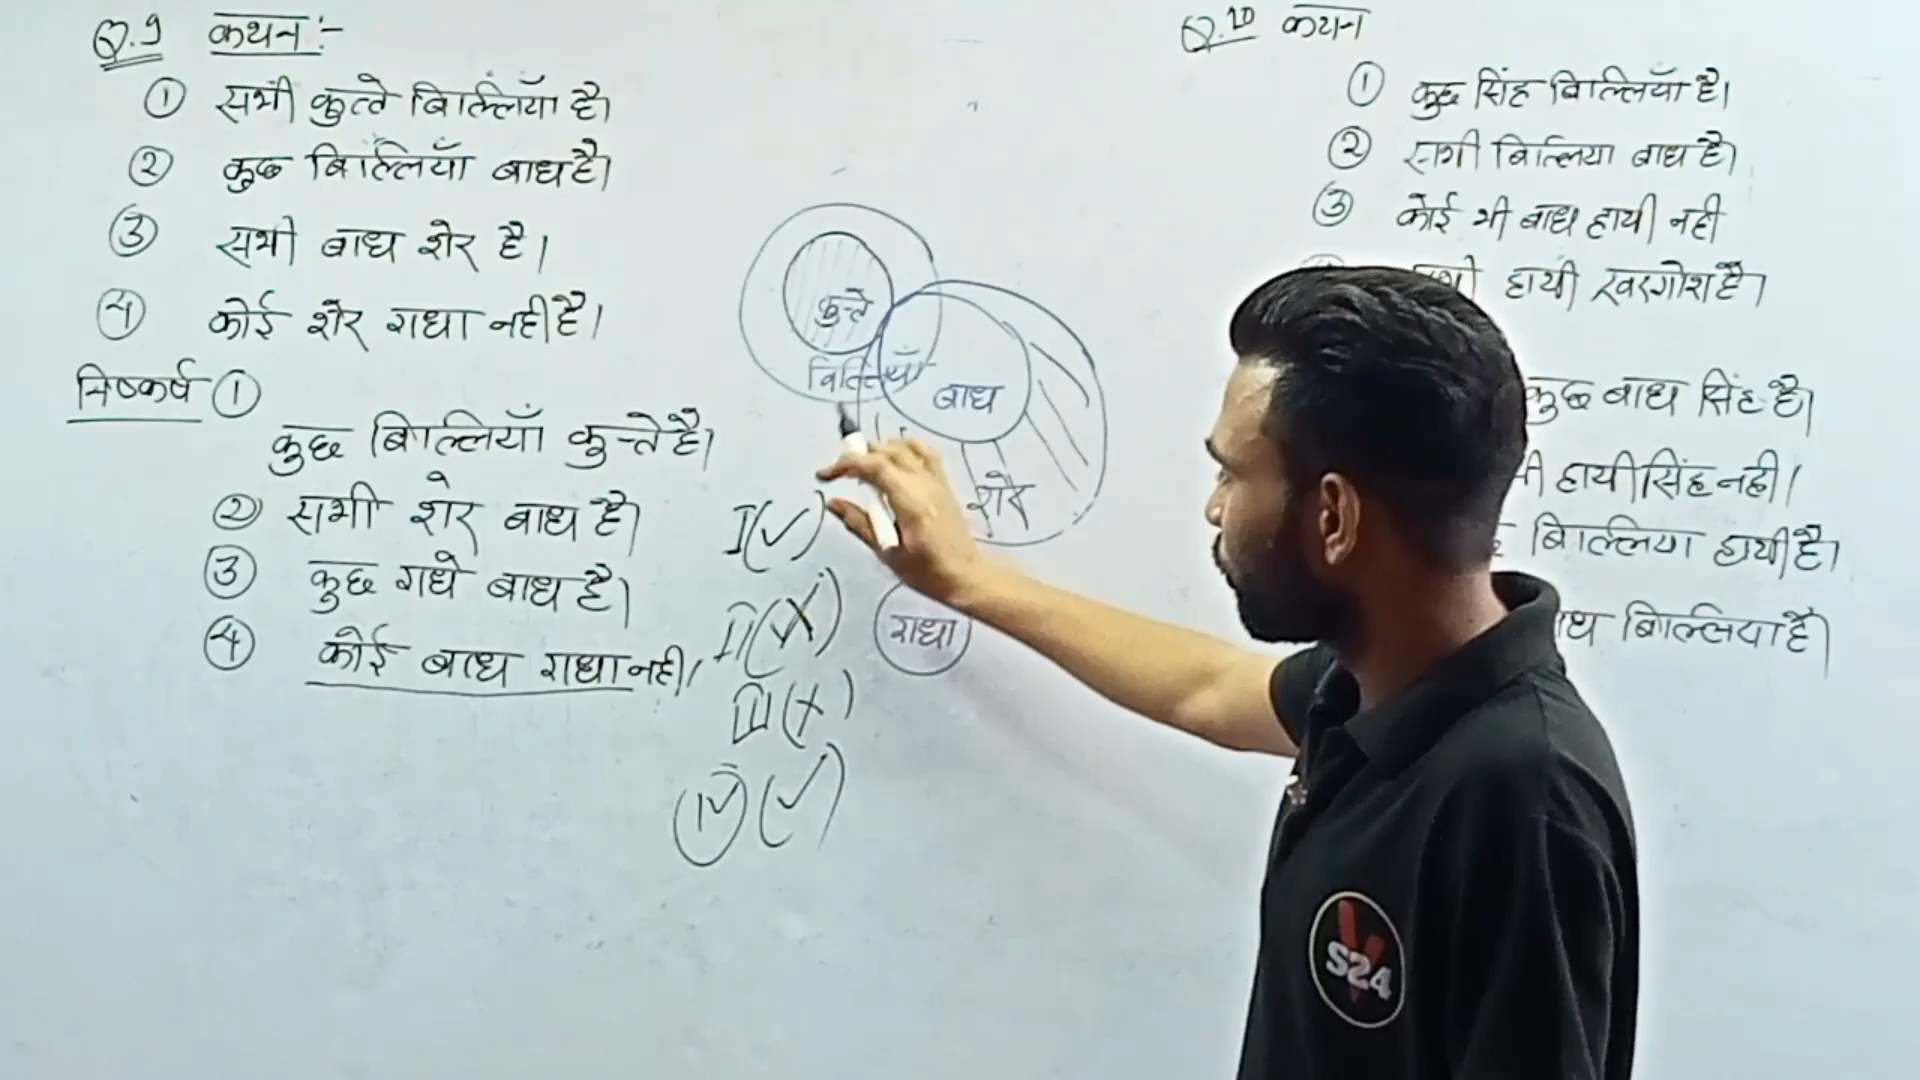 Q.9 कथन :-
① सभी कुत्ते बिल्लियाँ है।
② कुछ बिल्लियाँ बाघ है।
③ सभी बाघ शेर है।
④ कोई शेर गधा नही है।
निष्कर्ष ①
कुछ बिल्लियाँ कुत्ते है।
② सभी शेर बाघ है।
③ कुछ गधे बाघ है।
④ कोई बाघ गधा नही।
कुत्ते
बिल्लियाँ
बाघ
शेर
गधा
I(✓)
II(X)
III(X)
IV(✓)
Q.10 कथन
① कुछ सिंह बिल्लियाँ है।
② सभी बिल्लिया बाघ है।
③ कोई भी बाघ हाथी नही
हाथी खरगोश है।
कुछ बाघ सिंह है।
हाथी सिंह नही।
बिल्लिया हाथी है।
बिल्लिया है।
S24